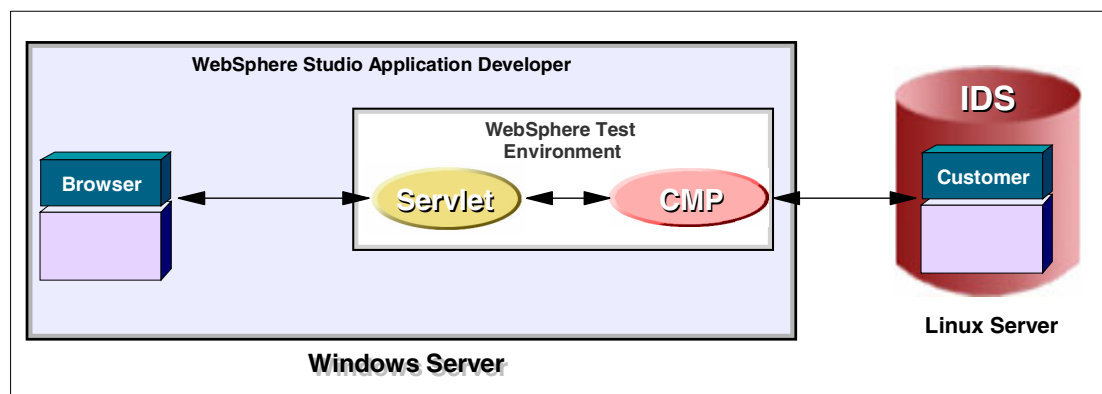 WebSphere Studio Application Developer
WebSphere Test
Environment
Browser
Servlet
CMP
IDS
Customer
Linux Server
Windows Server